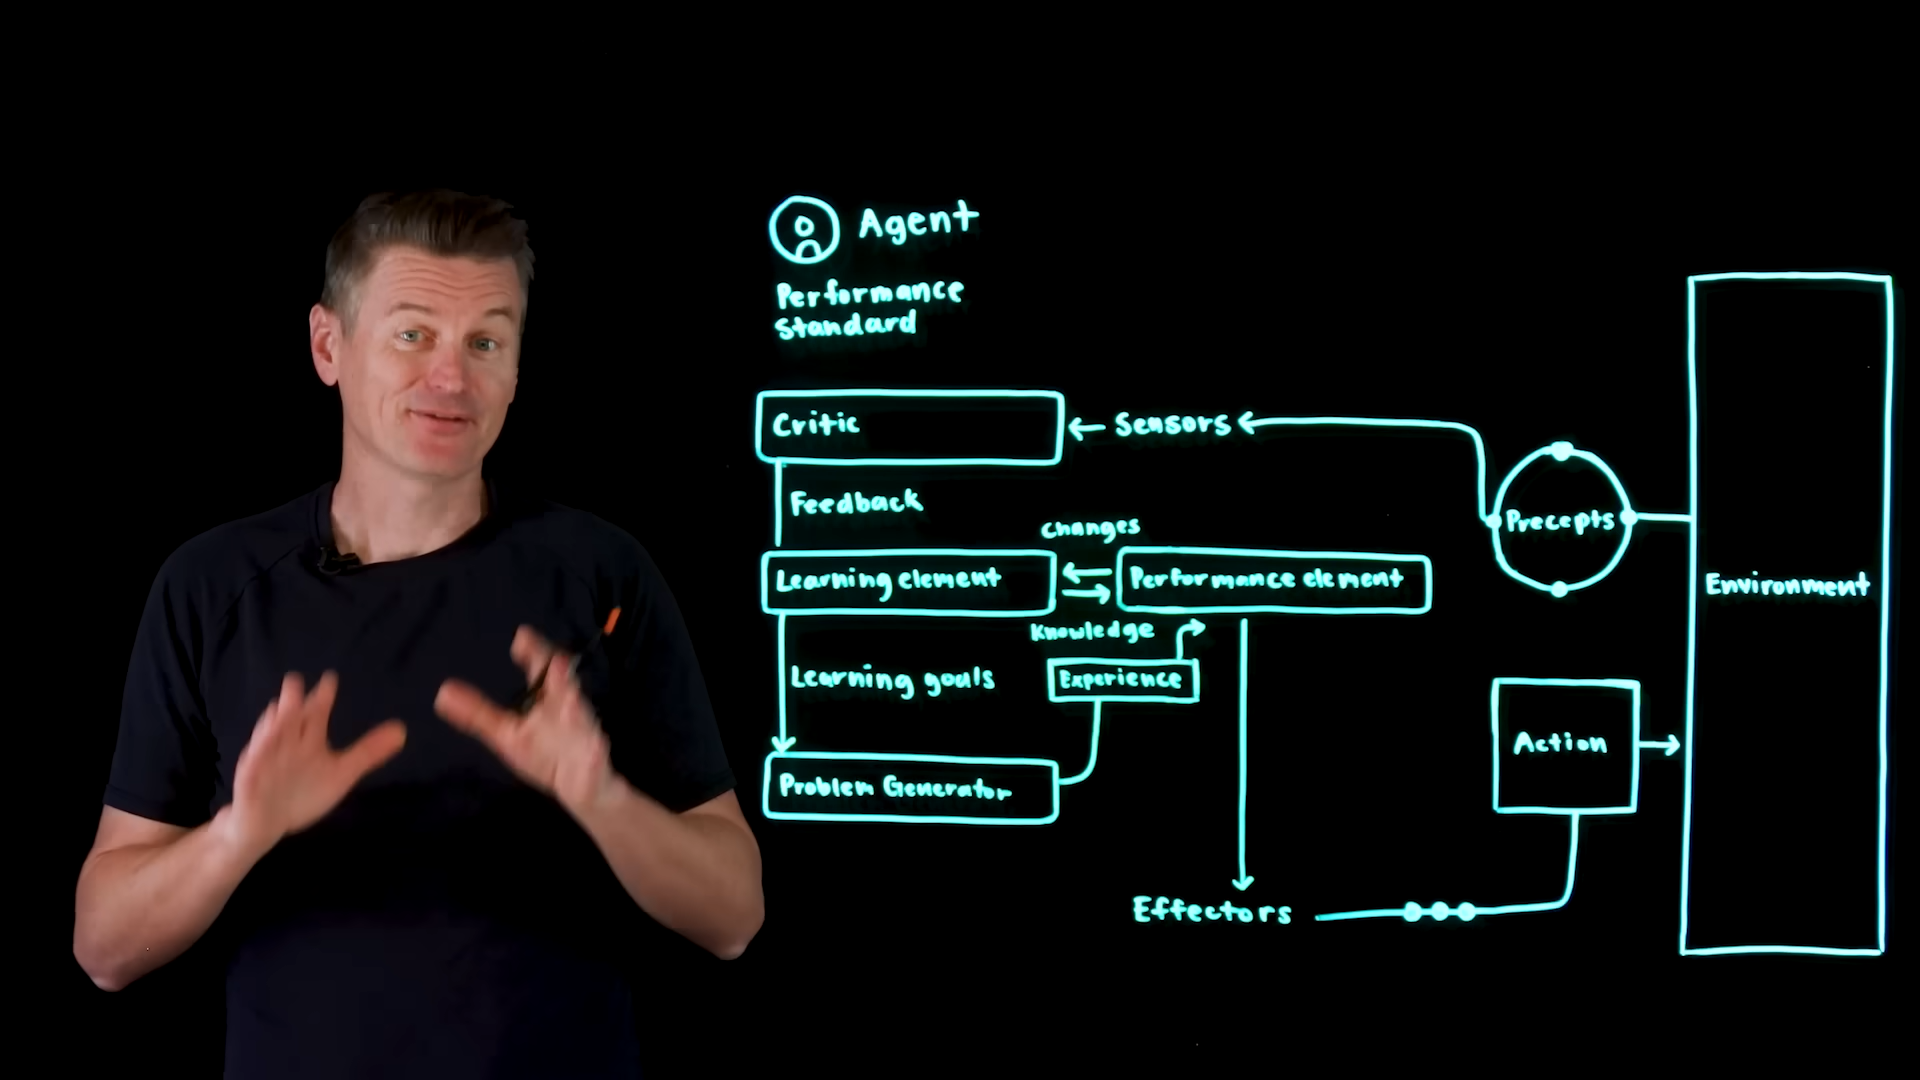 Agent
Performance
Standard
Critic
Sensors
Feedback
Precepts
Changes
Learning element
Performance element
Environment
Knowledge
Learning goals
Experience
Action
Problem Generator
Effectors